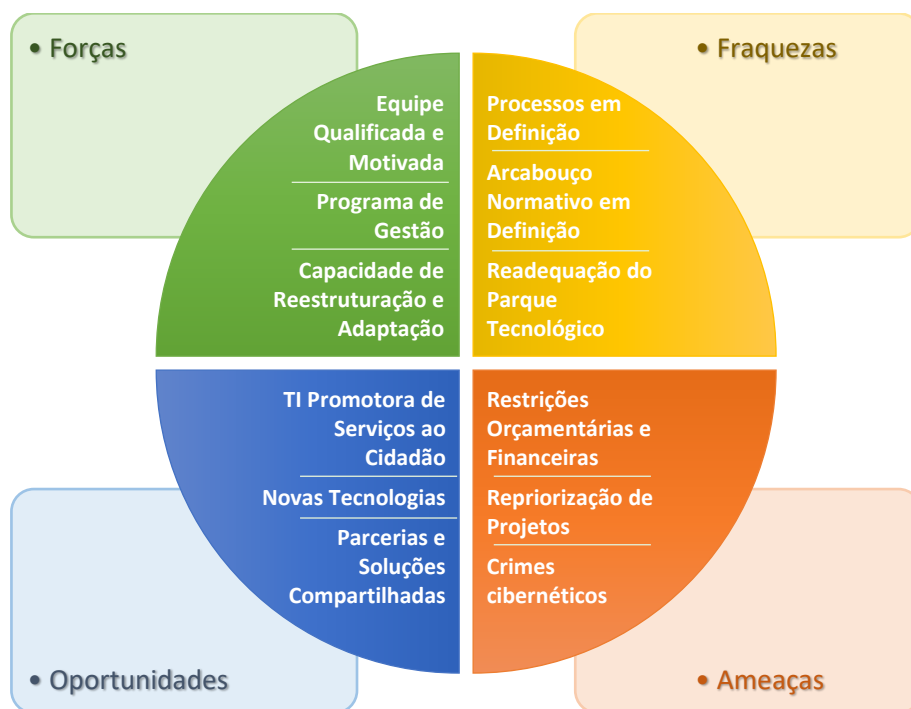 • Forças
Equipe
Qualificada e
Motivada
Programa de
Gestão
Capacidade de
Reestruturação e
Adaptação
• Fraquezas
Processos em
Definição
Arcabouço
Normativo em
Definição
Readequação do
Parque
Tecnológico
TI Promotora de
Serviços ao
Cidadão
Novas Tecnologias
Parcerias e
Soluções
Compartilhadas
• Oportunidades
Restrições
Orçamentárias e
Financeiras
Repriorização de
Projetos
Crimes
cibernéticos
• Ameaças